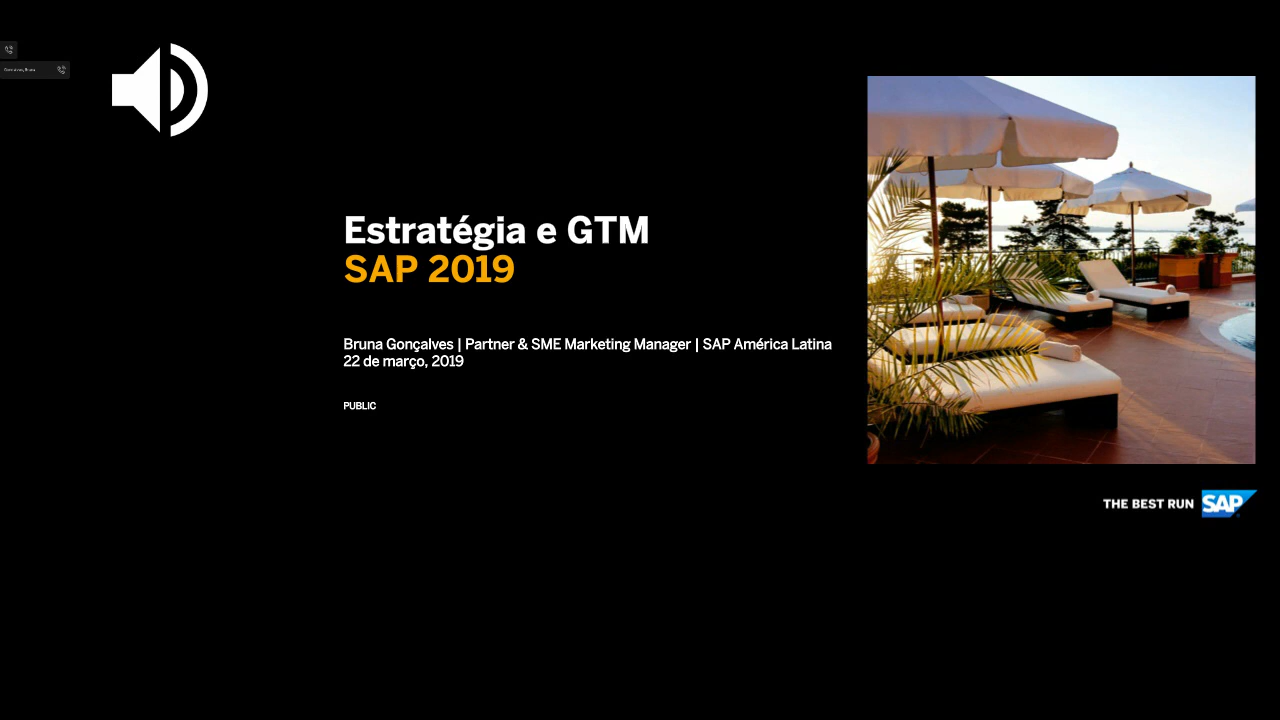 Estratégia e GTM
SAP 2019
Bruna Gonçalves | Partner & SME Marketing Manager | SAP América Latina
22 de março, 2019
PUBLIC
THE BEST RUN SAP